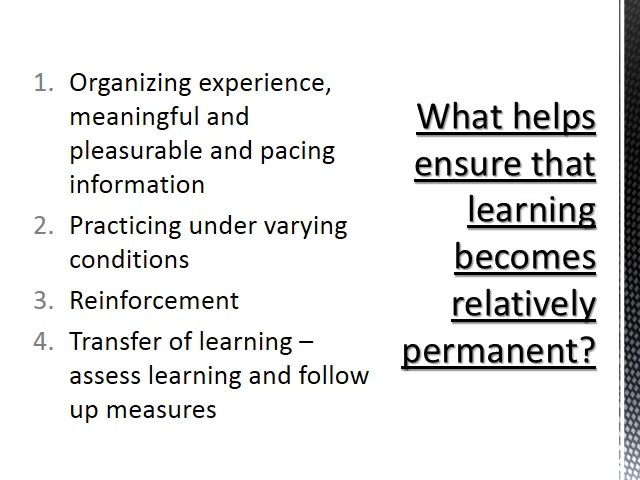 1. Organizing experience,
meaningful and
pleasurable and pacing
information
2. Practicing under varying
conditions
3. Reinforcement
4. Transfer of learning –
assess learning and follow
up measures
What helps
ensure that
learning
becomes
relatively
permanent?